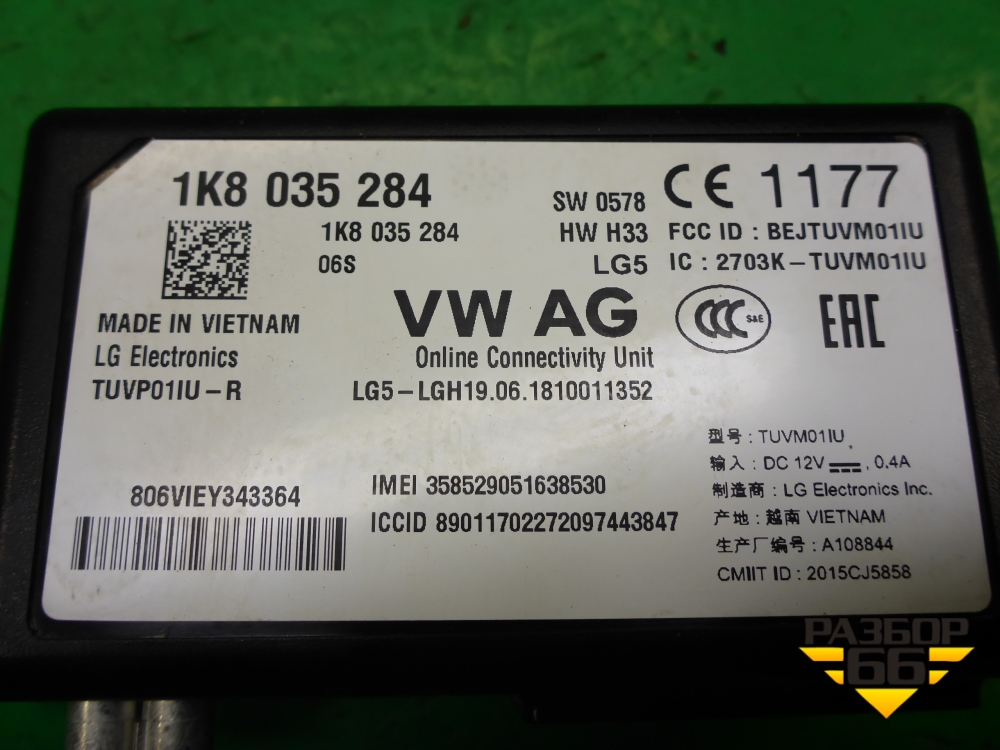 1K8 035 284
1K8 035 284
06S
SW 0578
HW H33
LG5
CE 1177
FCC ID : BEJTUVM01IU
IC : 2703K-TUVM01IU
MADE IN VIETNAM
LG Electronics
TUVP01IU-R
VW AG
Online Connectivity Unit
LG5-LGH19.06.1810011352
CCC S&E
EAC
806VIEY343364
IMEI 358529051638530
ICCID 89011702272097443847
型号 : TUVM01IU
输入 : DC 12V , 0.4A
制造商 : LG Electronics Inc.
产地 : 越南 VIETNAM
生产厂编号 : A108844
CMIIT ID : 2015CJ5858
РАЗБОР
66